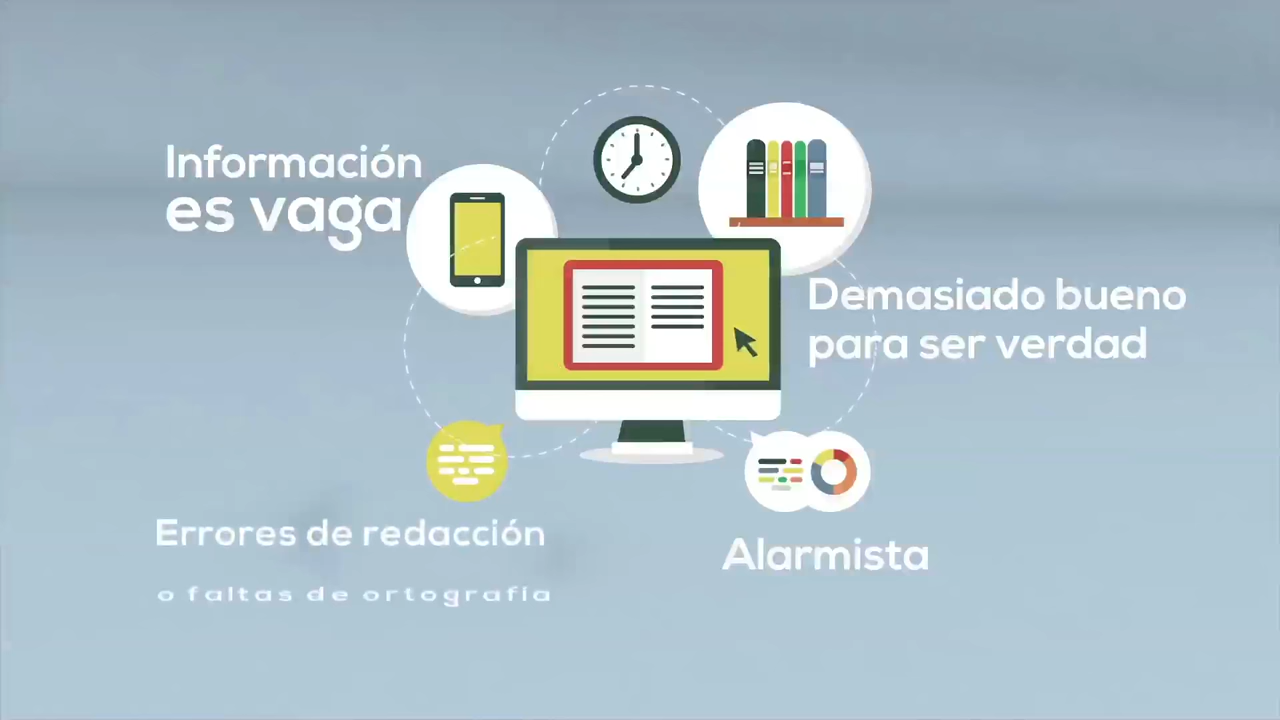 Información
es vaga
Demasiado bueno
para ser verdad
Errores de redacción
o faltas de ortografía
Alarmista